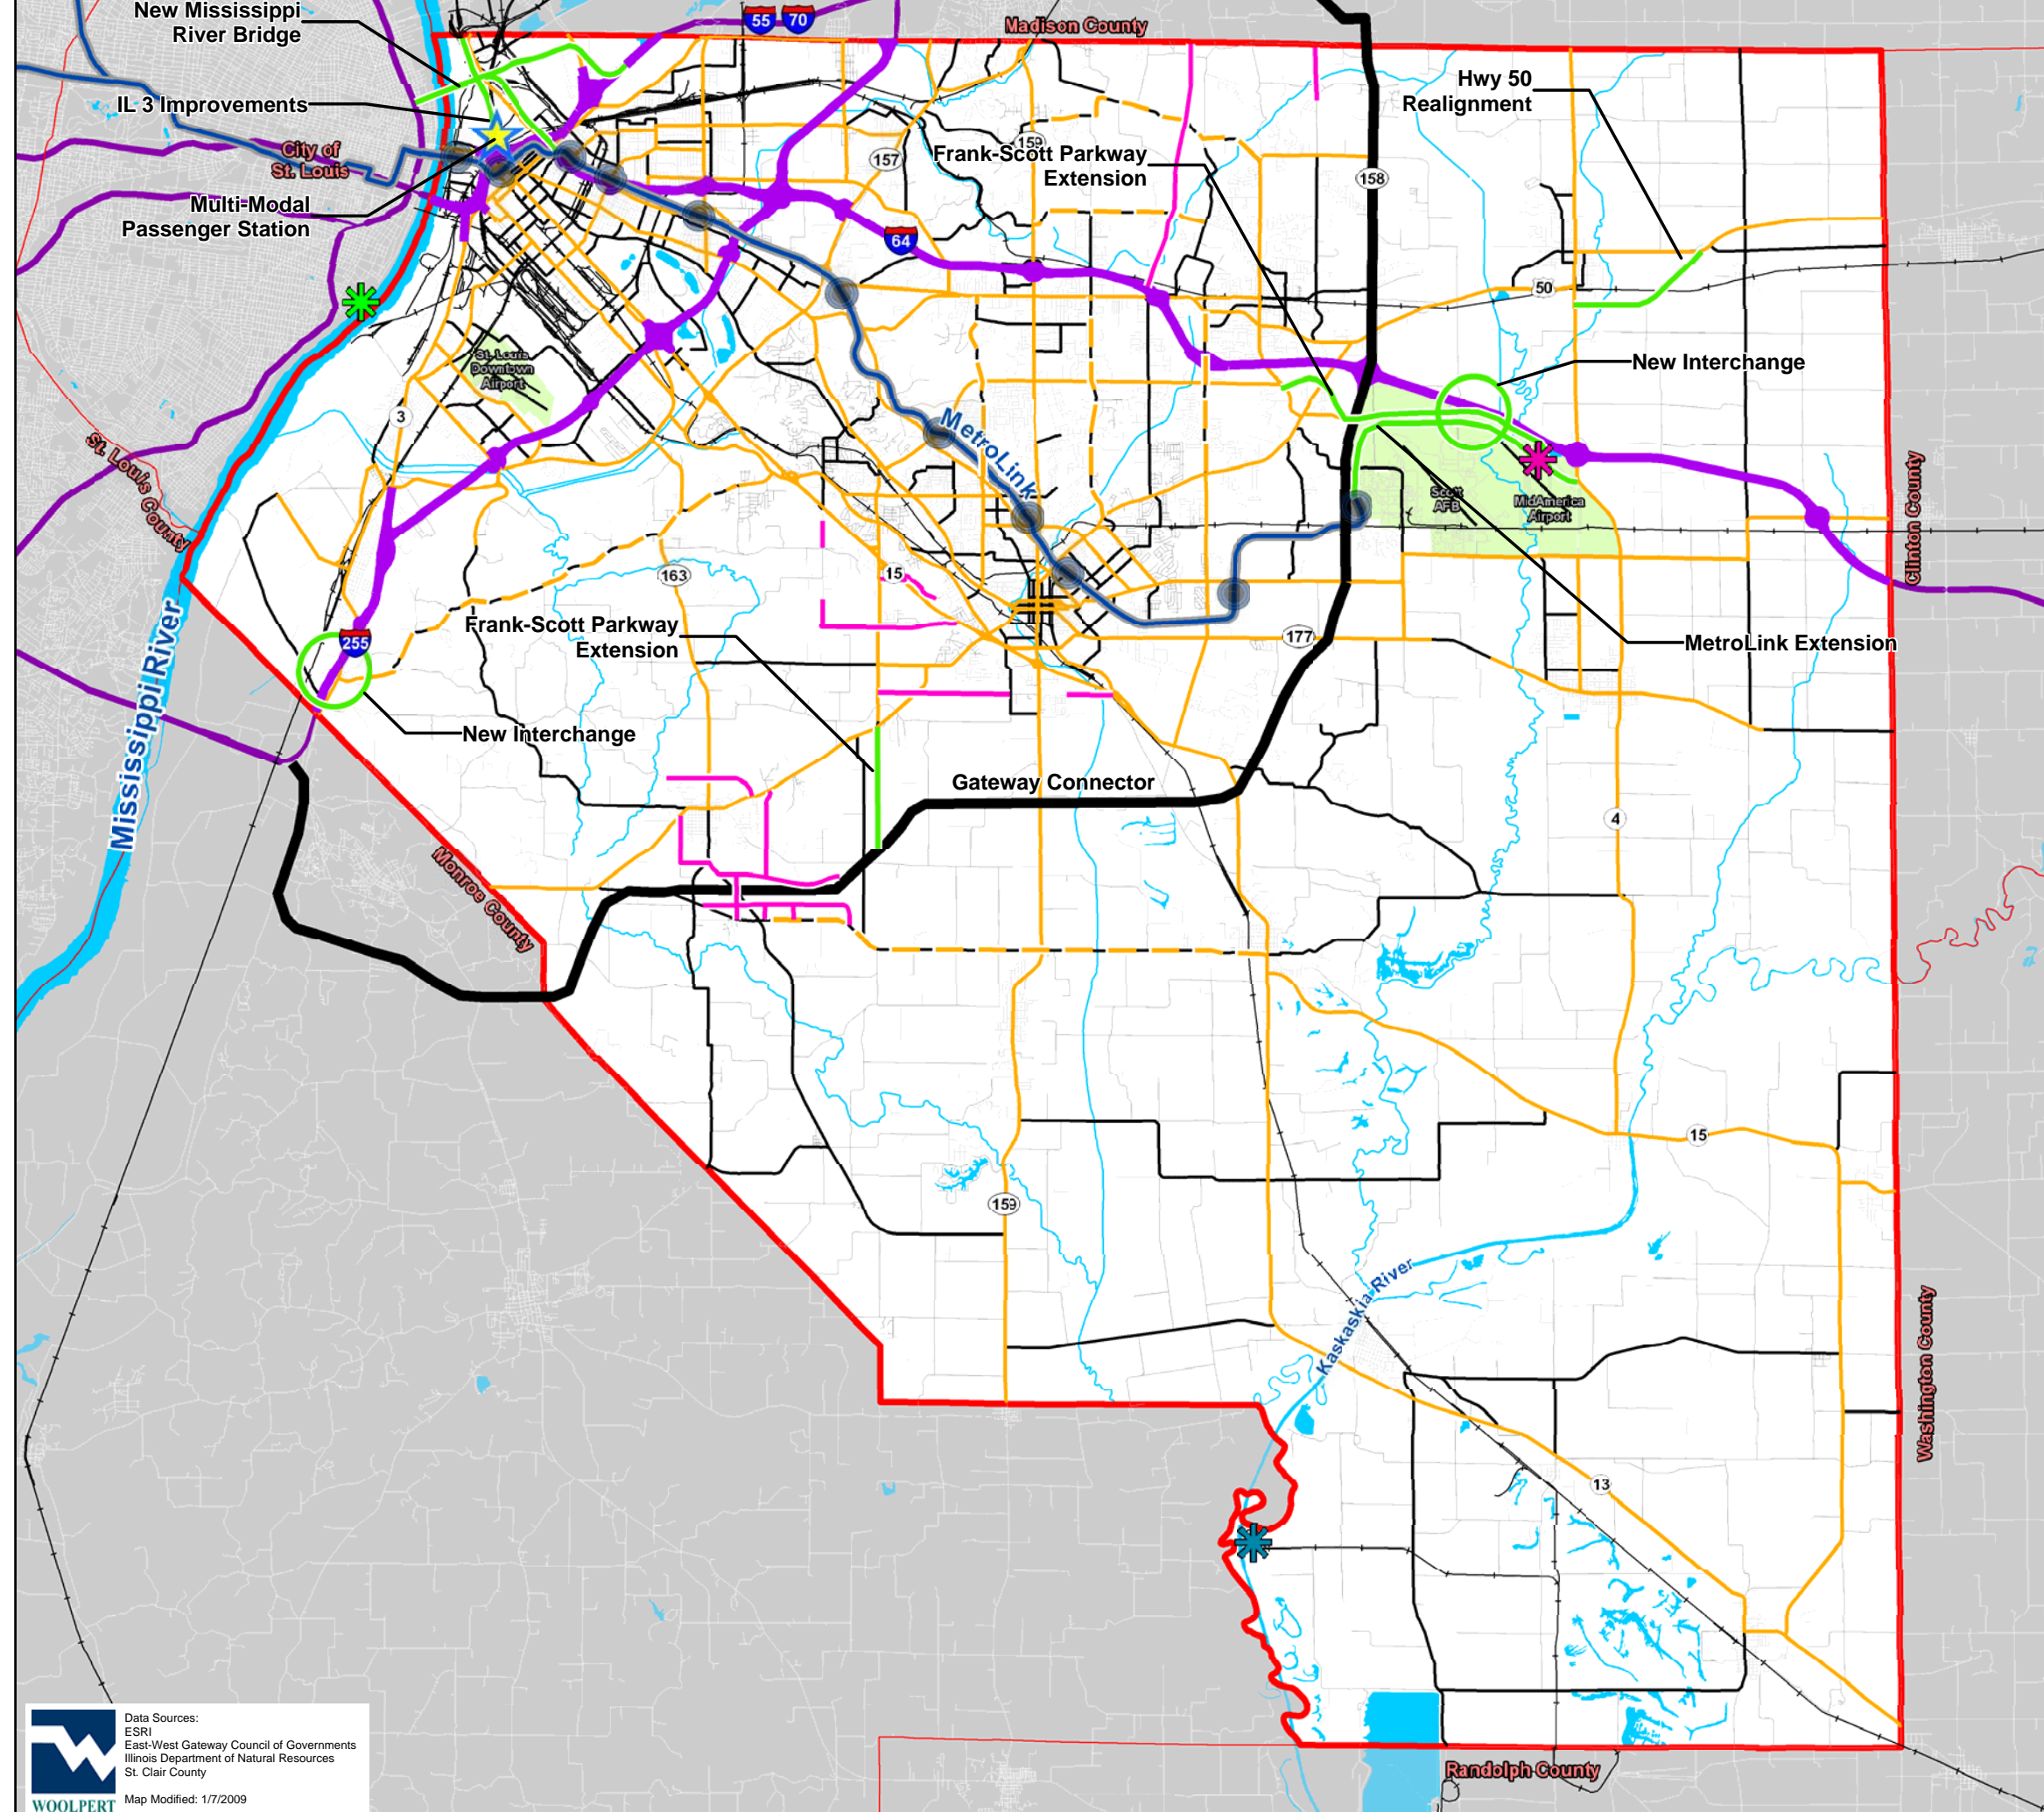 New Mississippi
River Bridge
55
70
Madison County
Hwy 50
Realignment
IL 3 Improvements
City of
St. Louis
159
157
Frank-Scott Parkway
Extension
158
Multi-Modal
Passenger Station
64
50
New Interchange
St. Louis
Downtown
Airport
3
MetroLink
St. Louis County
Scott
AFB
MidAmerica
Airport
Clinton County
163
15
Frank-Scott Parkway
Extension
255
177
MetroLink Extension
Mississippi River
New Interchange
Gateway Connector
4
Monroe County
15
159
Kaskaskia River
Washington County
13
Randolph County
Data Sources:
ESRI
East-West Gateway Council of Governments
Illinois Department of Natural Resources
St. Clair County
Map Modified: 1/7/2009
WOOLPERT